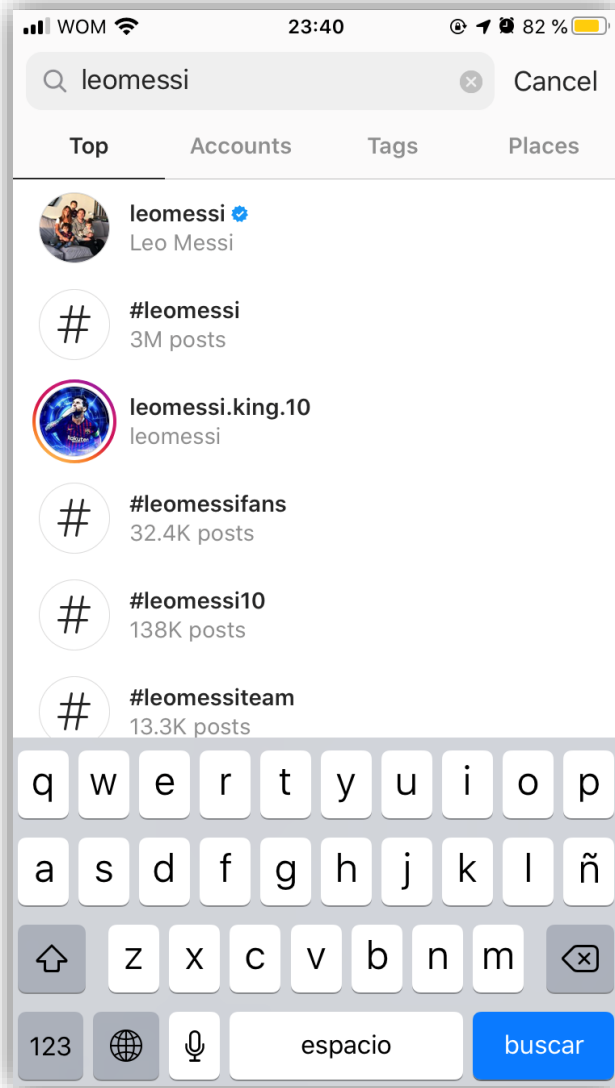 WOM 23:40 82 %
leomessi Cancel
Top Accounts Tags Places
leomessi
Leo Messi
#leomessi
3M posts
leomessi.king.10
leomessi
#leomessifans
32.4K posts
#leomessi10
138K posts
#leomessiteam
13.3K posts
q w e r t y u i o p
a s d f g h j k l ñ
z x c v b n m
123 espacio buscar